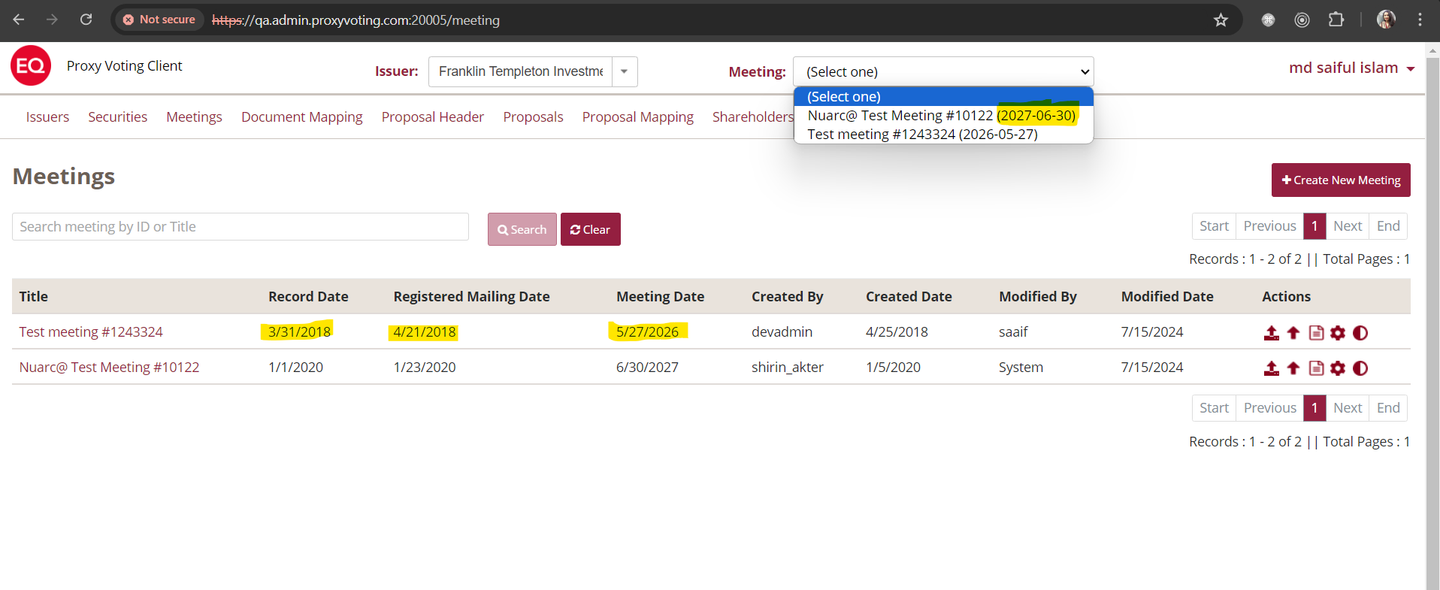 Not secure https://qa.admin.proxyvoting.com:20005/meeting
EQ Proxy Voting Client Issuer: Franklin Templeton Investme Meeting: (Select one) md saiful islam
(Select one)
Nuarc@ Test Meeting #10122 (2027-06-30)
Test meeting #1243324 (2026-05-27)
Issuers Securities Meetings Document Mapping Proposal Header Proposals Proposal Mapping Shareholders
Meetings
+ Create New Meeting
Search meeting by ID or Title Search Clear
Start Previous 1 Next End
Records : 1 - 2 of 2 || Total Pages : 1
Title Record Date Registered Mailing Date Meeting Date Created By Created Date Modified By Modified Date Actions
Test meeting #1243324 3/31/2018 4/21/2018 5/27/2026 devadmin 4/25/2018 saaif 7/15/2024
Nuarc@ Test Meeting #10122 1/1/2020 1/23/2020 6/30/2027 shirin_akter 1/5/2020 System 7/15/2024
Start Previous 1 Next End
Records : 1 - 2 of 2 || Total Pages : 1